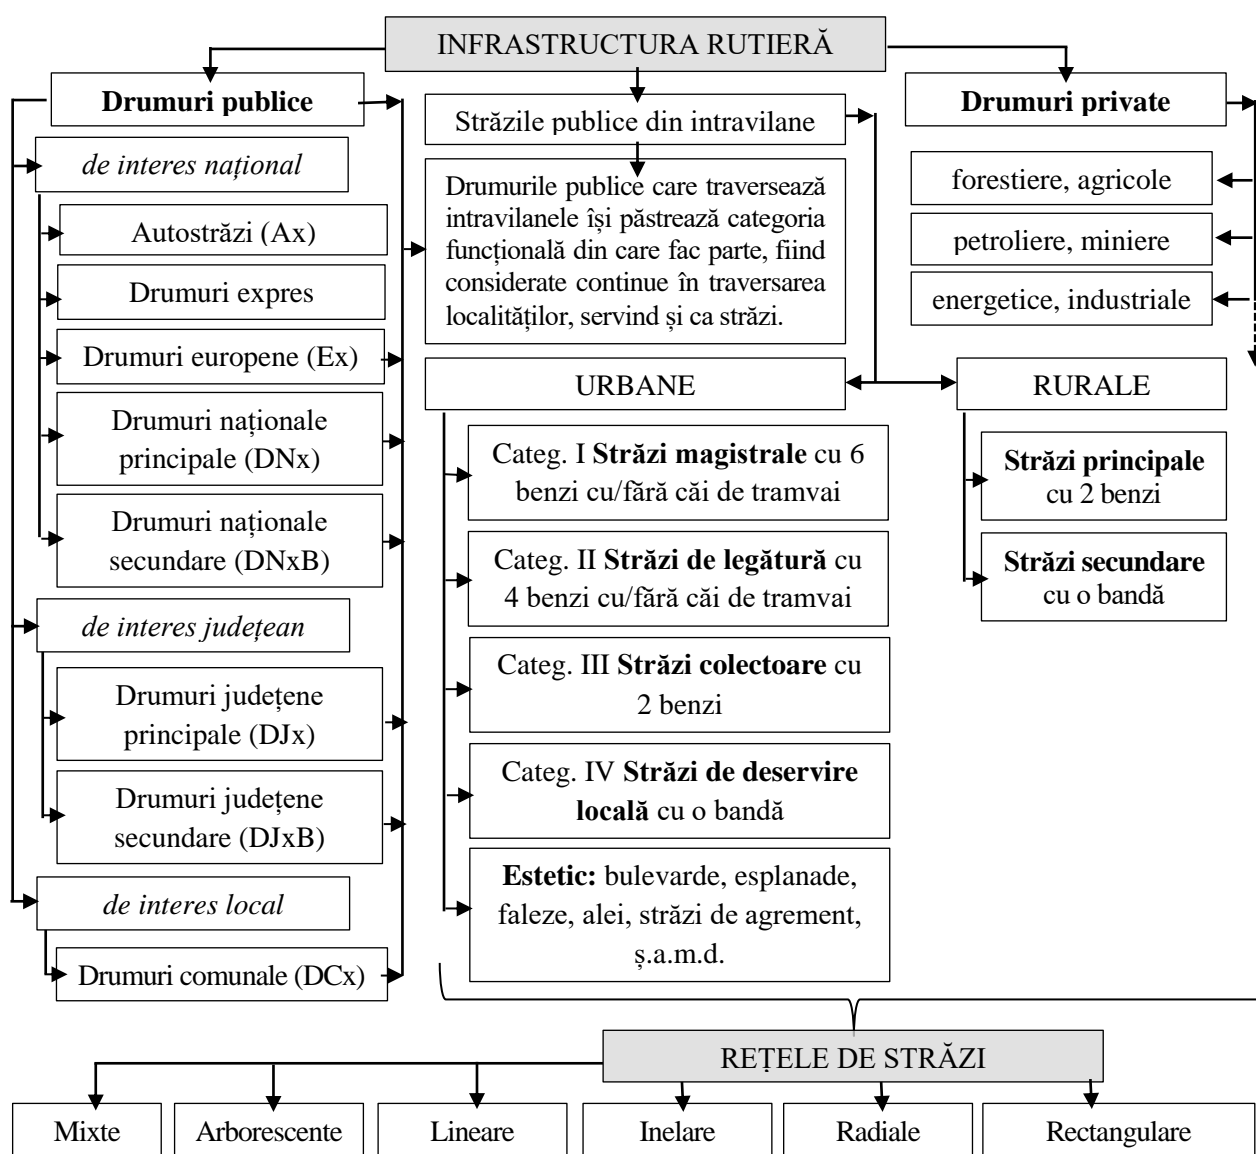 INFRASTRUCTURA RUTIERĂ
Drumuri publice
de interes național
Autostrăzi (Ax)
Drumuri expres
Drumuri europene (Ex)
Drumuri naționale
principale (DNx)
Drumuri naționale
secundare (DNxB)
de interes județean
Drumuri județene
principale (DJx)
Drumuri județene
secundare (DJxB)
de interes local
Drumuri comunale (DCx)
Străzile publice din intravilane
Drumurile publice care traversează
intravilanele își păstrează categoria
funcțională din care fac parte, fiind
considerate continue în traversarea
localităților, servind și ca străzi.
URBANE
Categ. I Străzi magistrale cu 6
benzi cu/fără căi de tramvai
Categ. II Străzi de legătură cu
4 benzi cu/fără căi de tramvai
Categ. III Străzi colectoare cu
2 benzi
Categ. IV Străzi de deservire
locală cu o bandă
Estetic: bulevarde, esplanade,
faleze, alei, străzi de agrement,
ș.a.m.d.
Drumuri private
forestiere, agricole
petroliere, miniere
energetice, industriale
RURALE
Străzi principale
cu 2 benzi
Străzi secundare
cu o bandă
REȚELE DE STRĂZI
Mixte
Arborescente
Lineare
Inelare
Radiale
Rectangulare